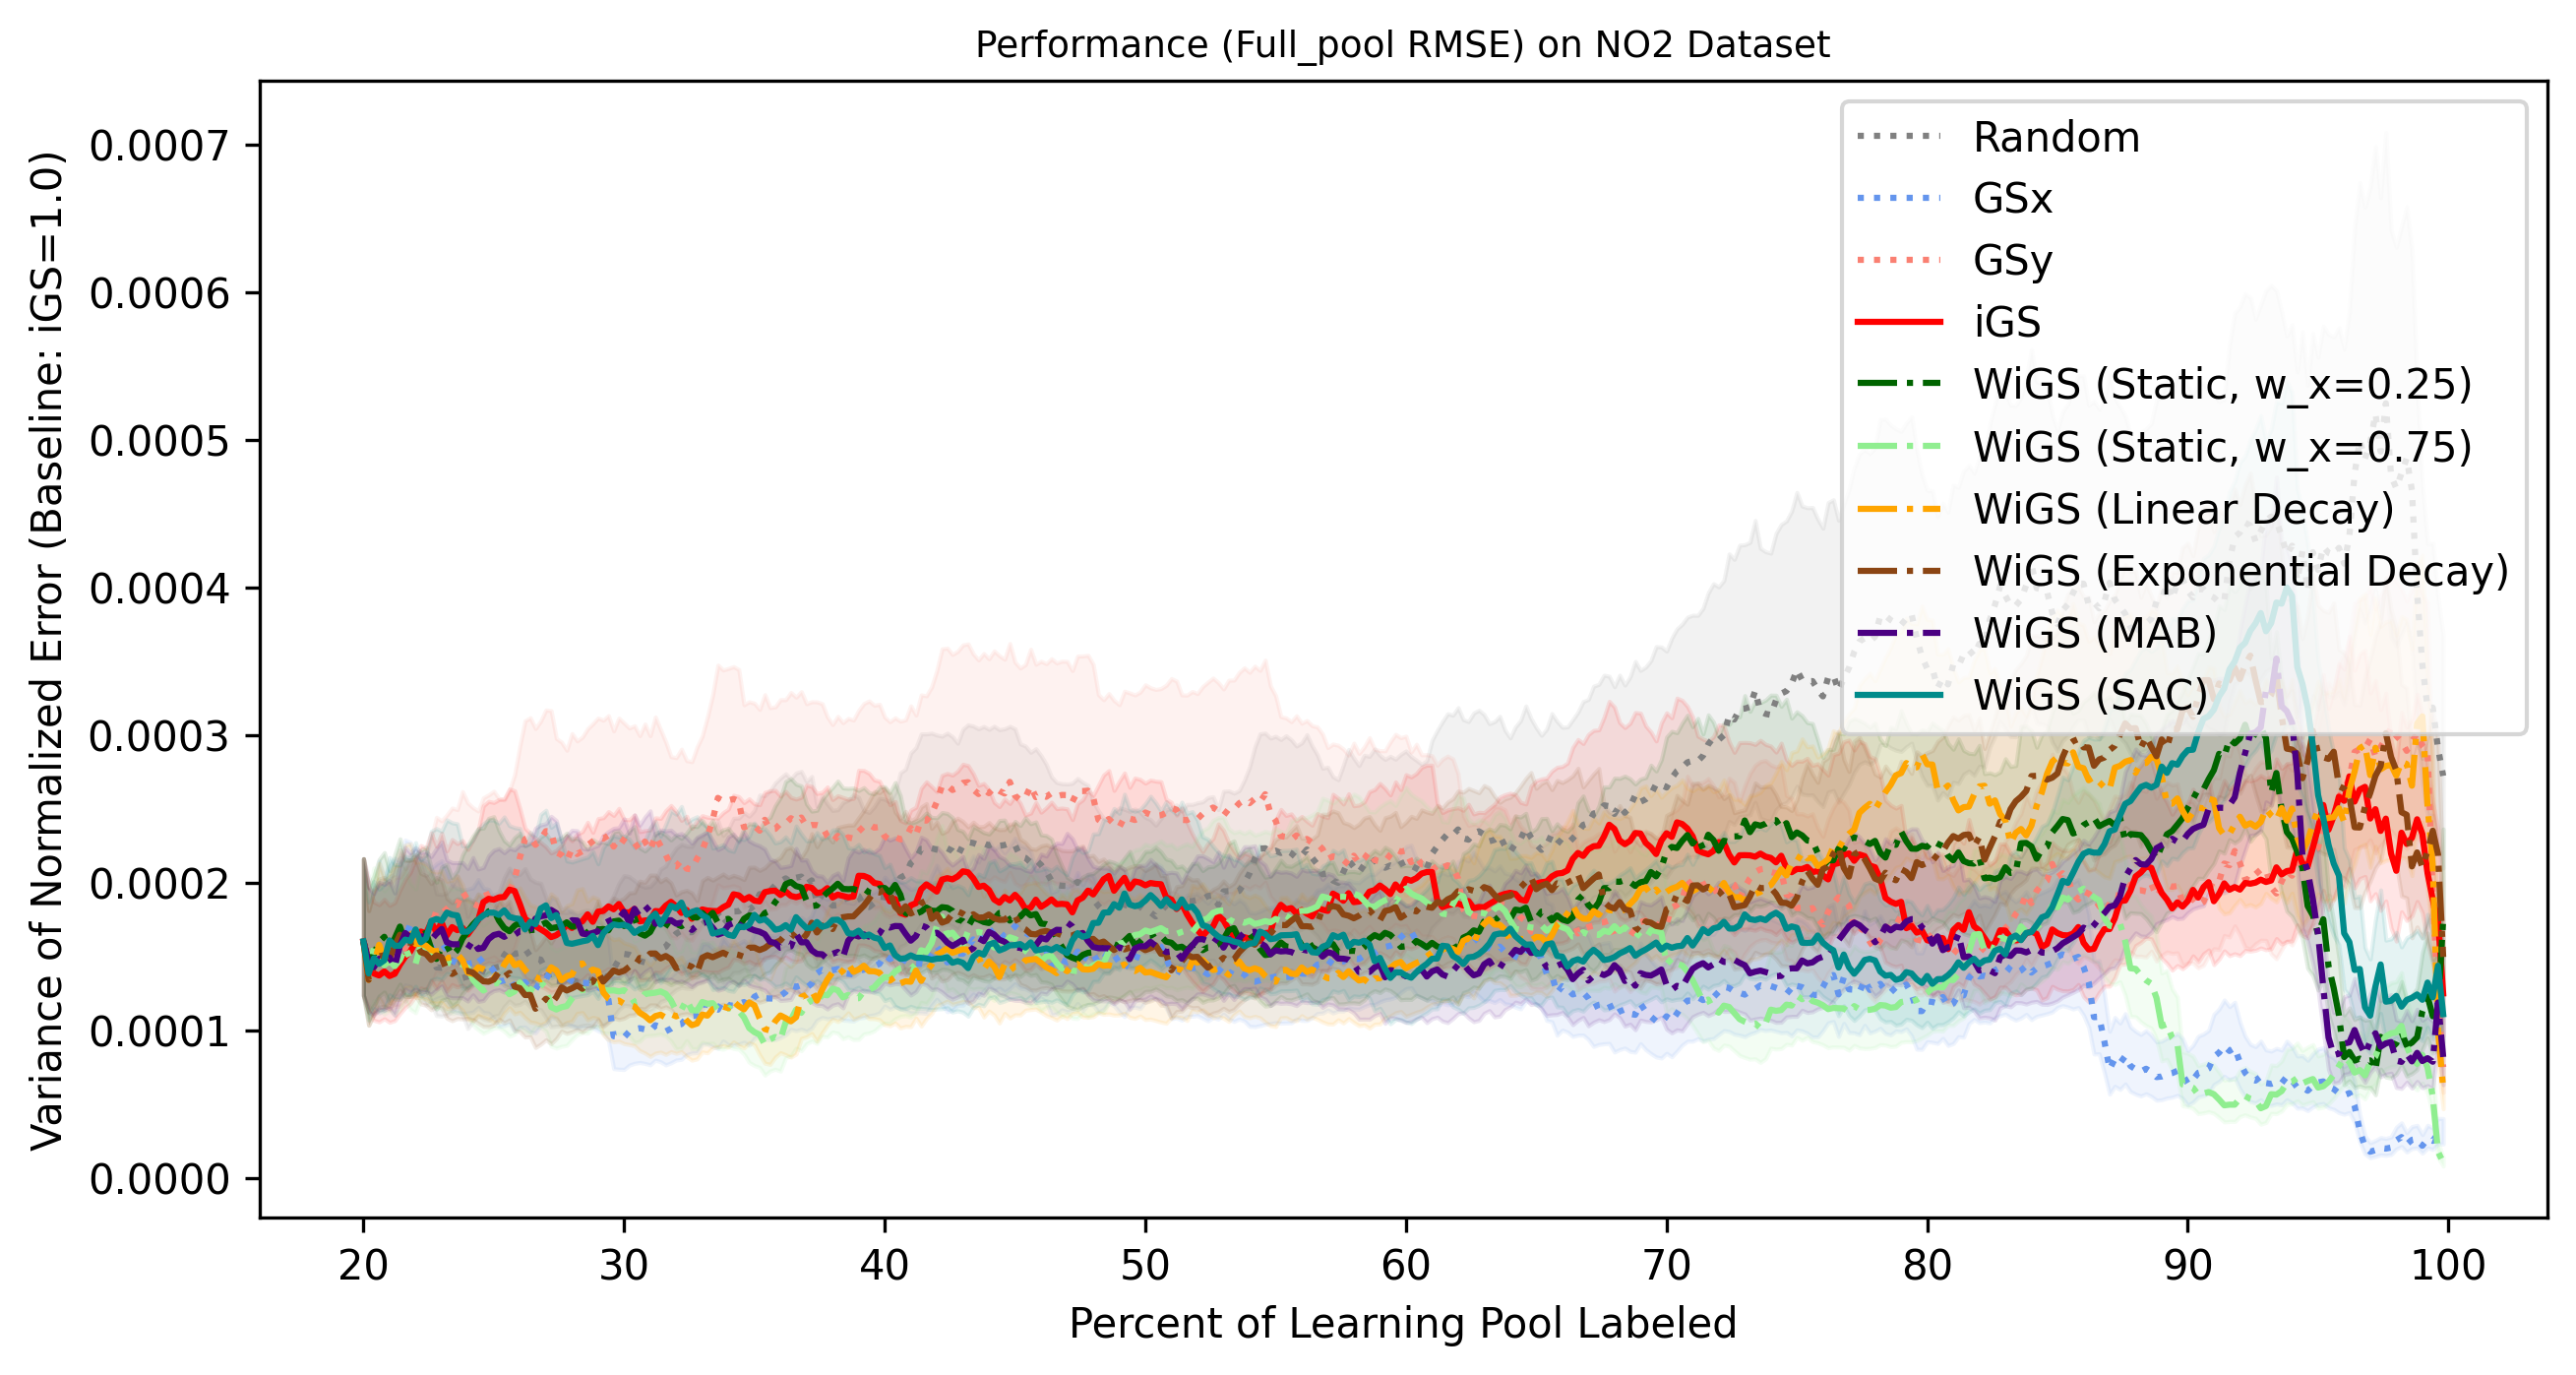 Performance (Full_pool RMSE) on NO2 Dataset
Variance of Normalized Error (Baseline: iGS=1.0)
0.0007
0.0006
0.0005
0.0004
0.0003
0.0002
0.0001
0.0000
Random
GSx
GSy
iGS
WiGS (Static, w_x=0.25)
WiGS (Static, w_x=0.75)
WiGS (Linear Decay)
WiGS (Exponential Decay)
WiGS (MAB)
WiGS (SAC)
20 30 40 50 60 70 80 90 100
Percent of Learning Pool Labeled